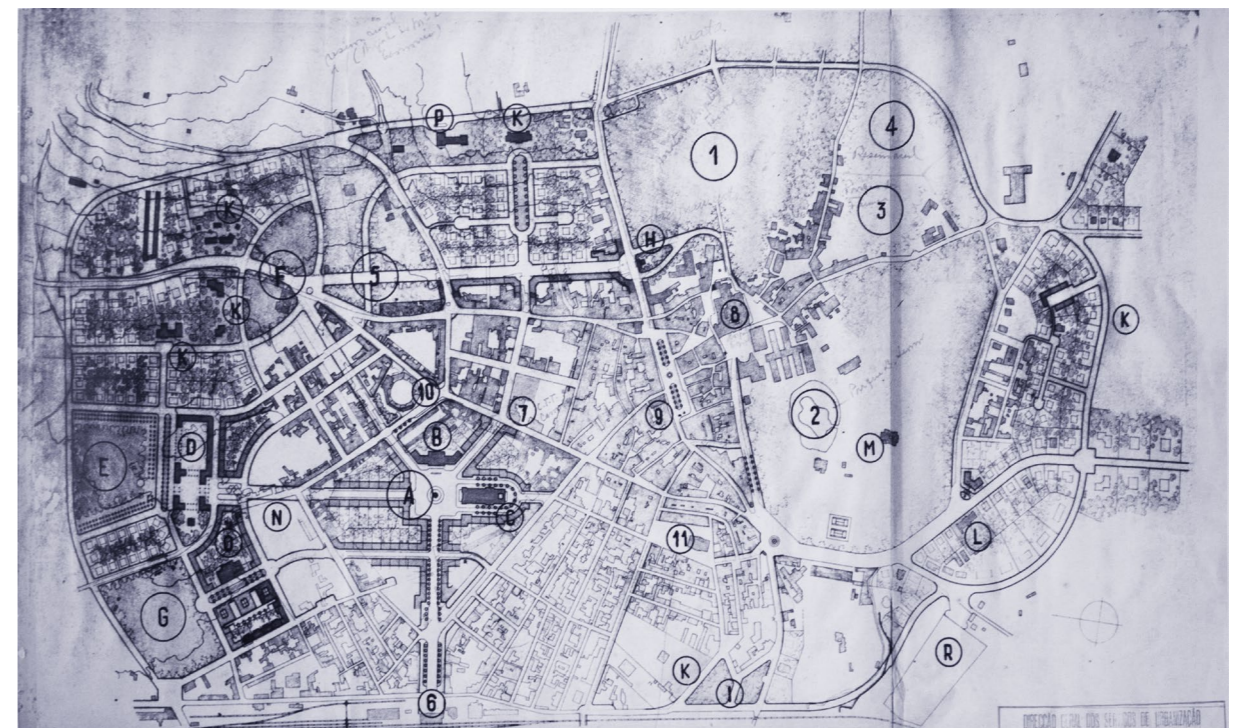 P
K
4
1
K
3
H
F
5
K
8
K
K
10
7
9
2
B
D
M
E
A
N
C
L
11
O
G
R
K
J
6
DIRECÇÃO GERAL DOS SERVIÇOS DE URBANIZAÇÃO